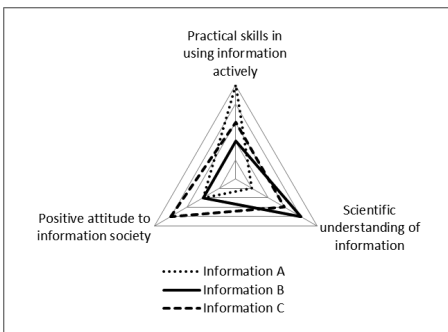 Practical skills in
using information
actively
Positive attitude to
information society
Scientific
understanding of
information
Information A
Information B
Information C